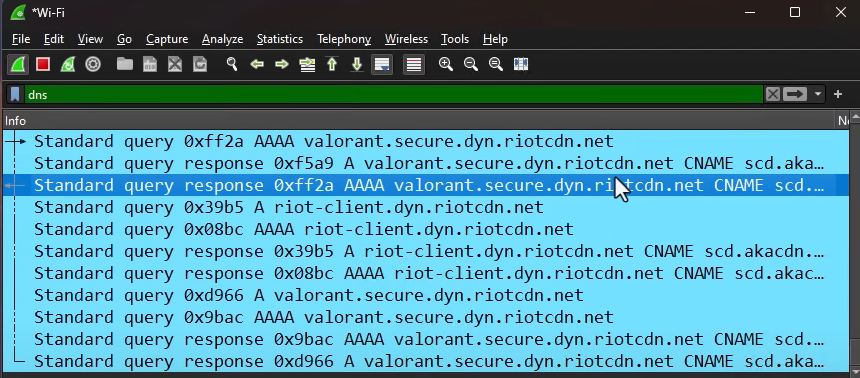 *Wi-Fi
File Edit View Go Capture Analyze Statistics Telephony Wireless Tools Help
dns
Info
Standard query 0xff2a AAAA valorant.secure.dyn.riotcdn.net
Standard query response 0xf5a9 A valorant.secure.dyn.riotcdn.net CNAME scd.aka…
Standard query response 0xff2a AAAA valorant.secure.dyn.riotcdn.net CNAME scd.…
Standard query 0x39b5 A riot-client.dyn.riotcdn.net
Standard query 0x08bc AAAA riot-client.dyn.riotcdn.net
Standard query response 0x39b5 A riot-client.dyn.riotcdn.net CNAME scd.akacdn.…
Standard query response 0x08bc AAAA riot-client.dyn.riotcdn.net CNAME scd.akac…
Standard query 0xd966 A valorant.secure.dyn.riotcdn.net
Standard query 0x9bac AAAA valorant.secure.dyn.riotcdn.net
Standard query response 0x9bac AAAA valorant.secure.dyn.riotcdn.net CNAME scd.…
Standard query response 0xd966 A valorant.secure.dyn.riotcdn.net CNAME scd.aka…